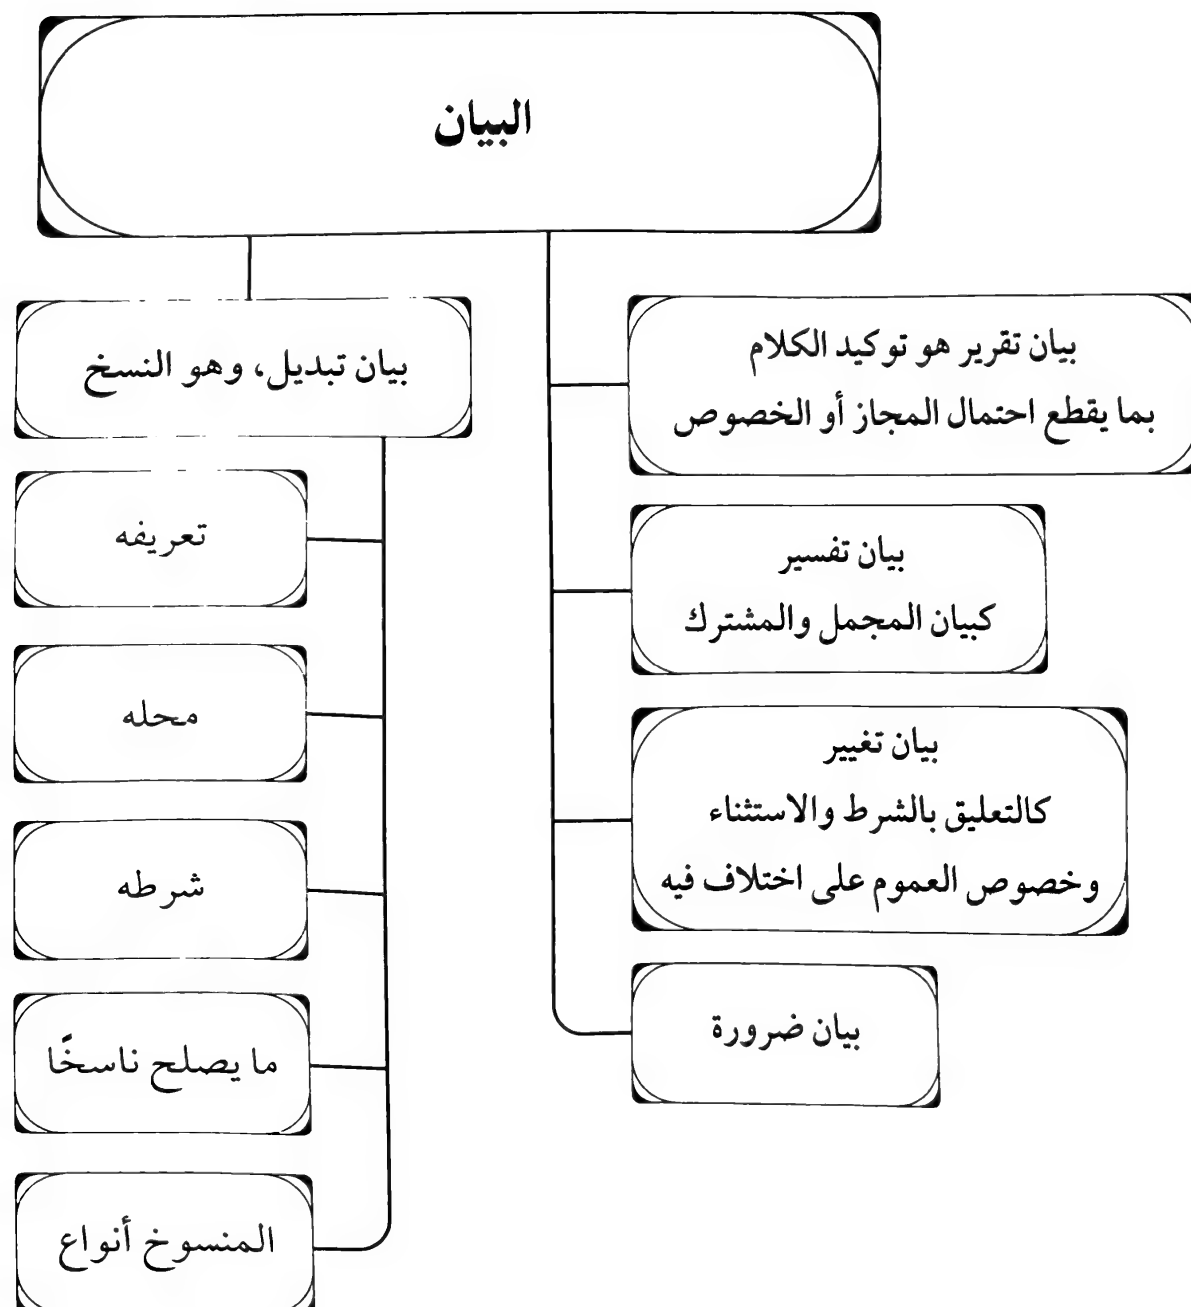 البيان
بيان تقرير هو توكيد الكلام
بما يقطع احتمال المجاز أو الخصوص
بيان تفسير
كبيان المجمل والمشترك
بيان تغيير
كالتعليق بالشرط والاستثناء
وخصوص العموم على اختلاف فيه
بيان ضرورة
بيان تبديل، وهو النسخ
تعريفه
محله
شرطه
ما يصلح ناسخًا
المنسوخ أنواع